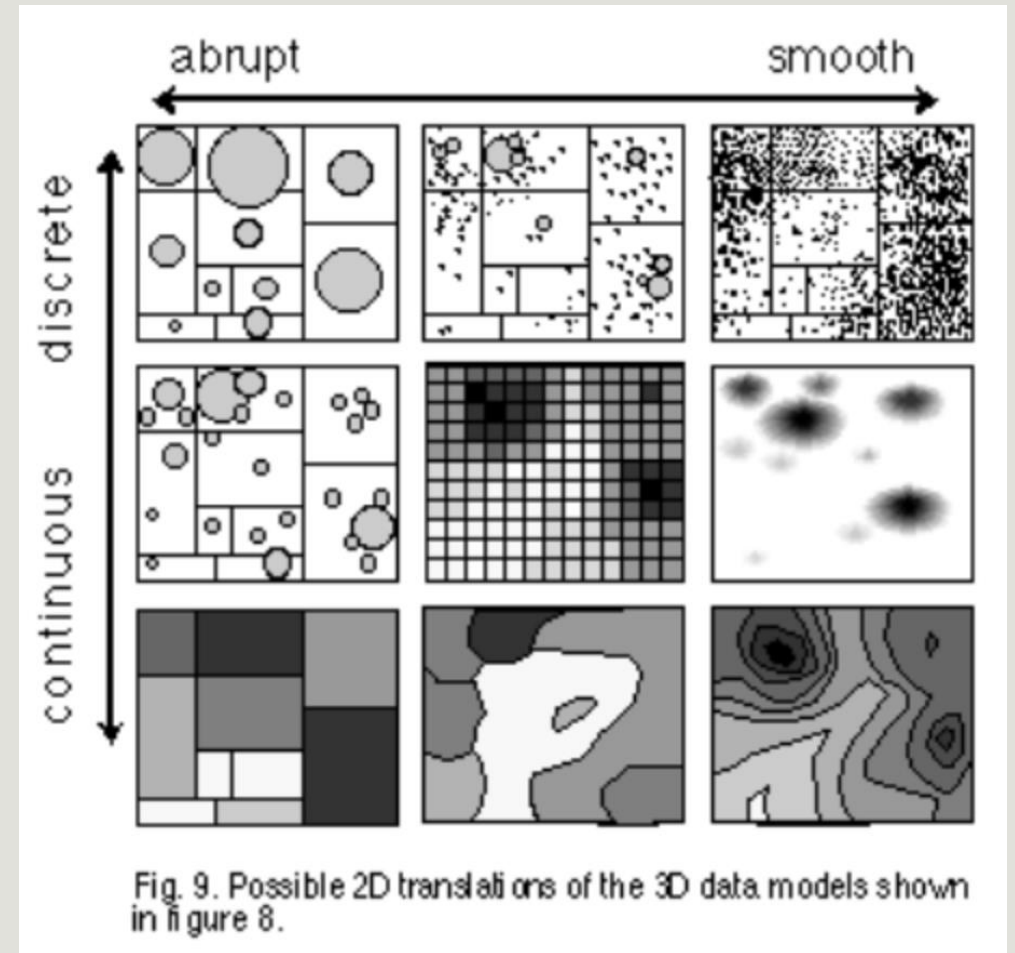 abrupt smooth
discrete
continuous
Fig. 9. Possible 2D translations of the 3D data models shown
in figure 8.